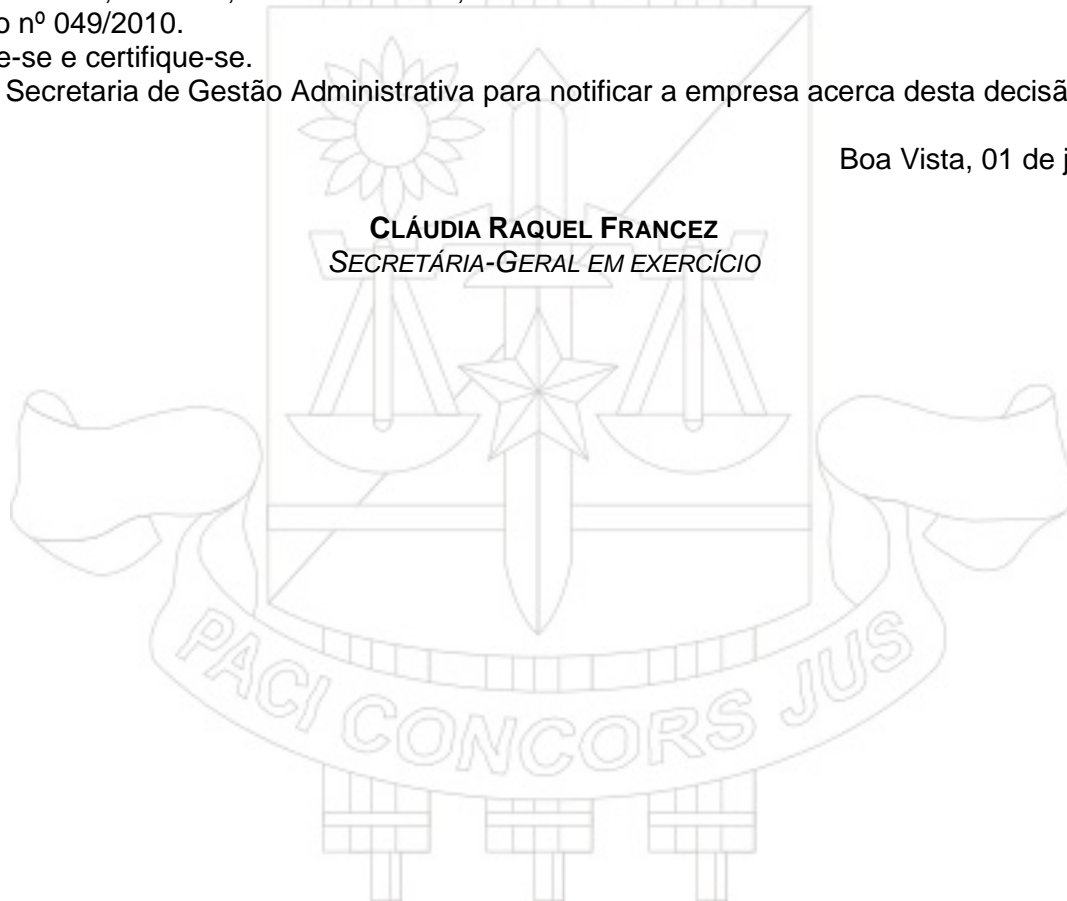 o nº 049/2010.
e-se e certifique-se.
Secretaria de Gestão Administrativa para notificar a empresa acerca desta decisã
Boa Vista, 01 de j
CLÁUDIA RAQUEL FRANCEZ
SECRETÁRIA-GERAL EM EXERCÍCIO
PACI CONCORS JUS